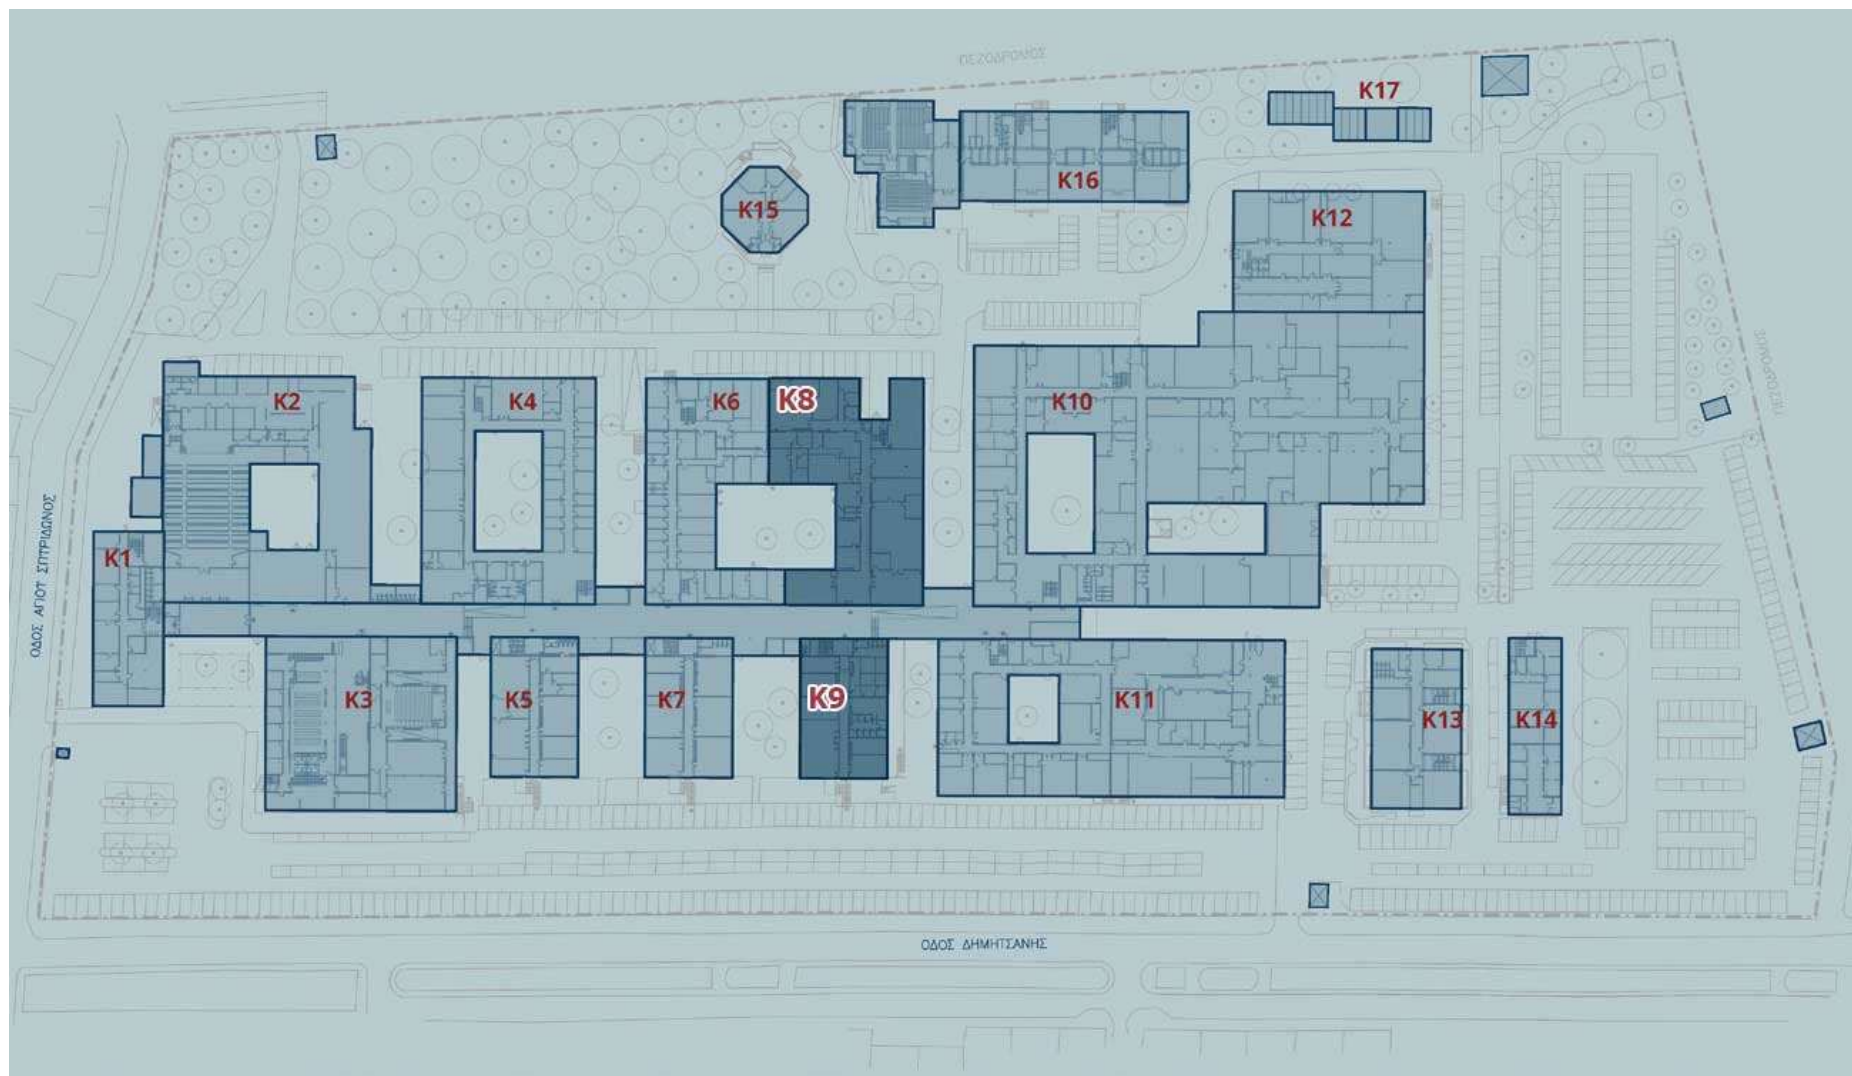 ΠΕΖΟΔΡΟΜΟΣ
K17
K16
K15
K12
K2
K4
K6
K8
K10
ΠΕΖΟΔΡΟΜΟΣ
ΟΔΟΣ ΑΓΙΟΥ ΣΠΥΡΙΔΩΝΟΣ
K1
K3
K5
K7
K9
K11
K13
K14
ΟΔΟΣ ΔΗΜΗΤΣΑΝΗΣ